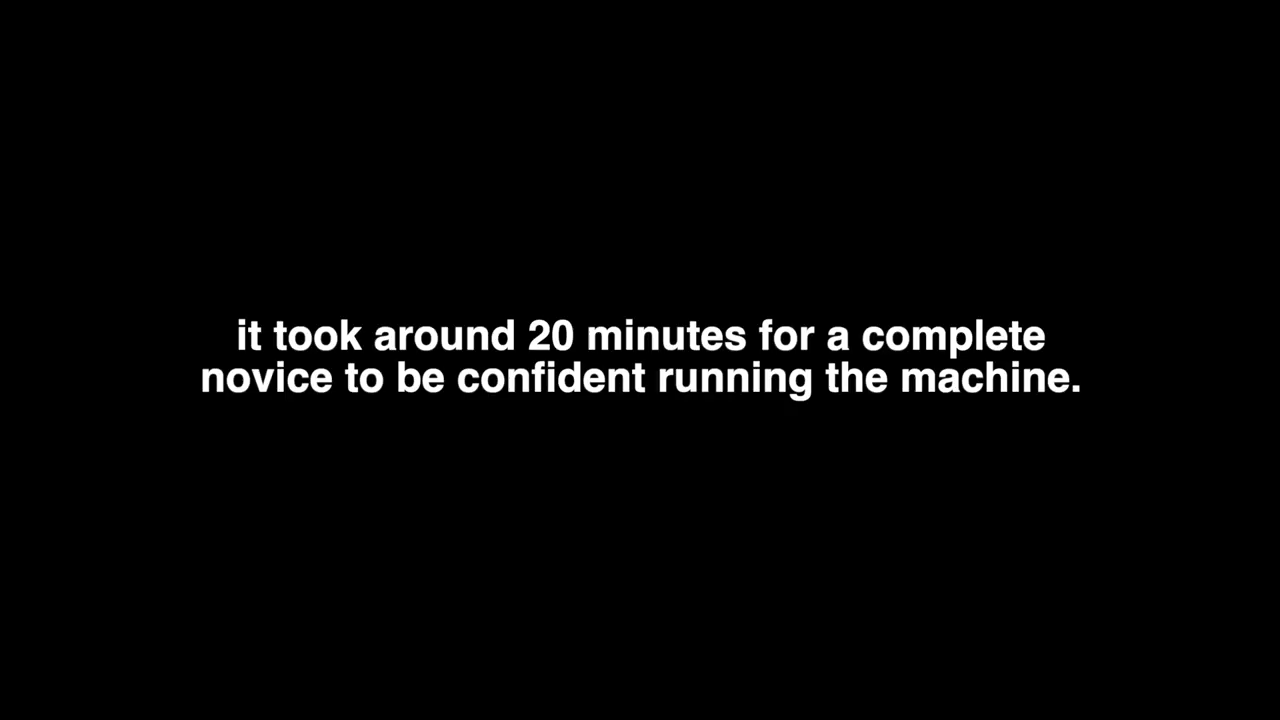 it took around 20 minutes for a complete
novice to be confident running the machine.